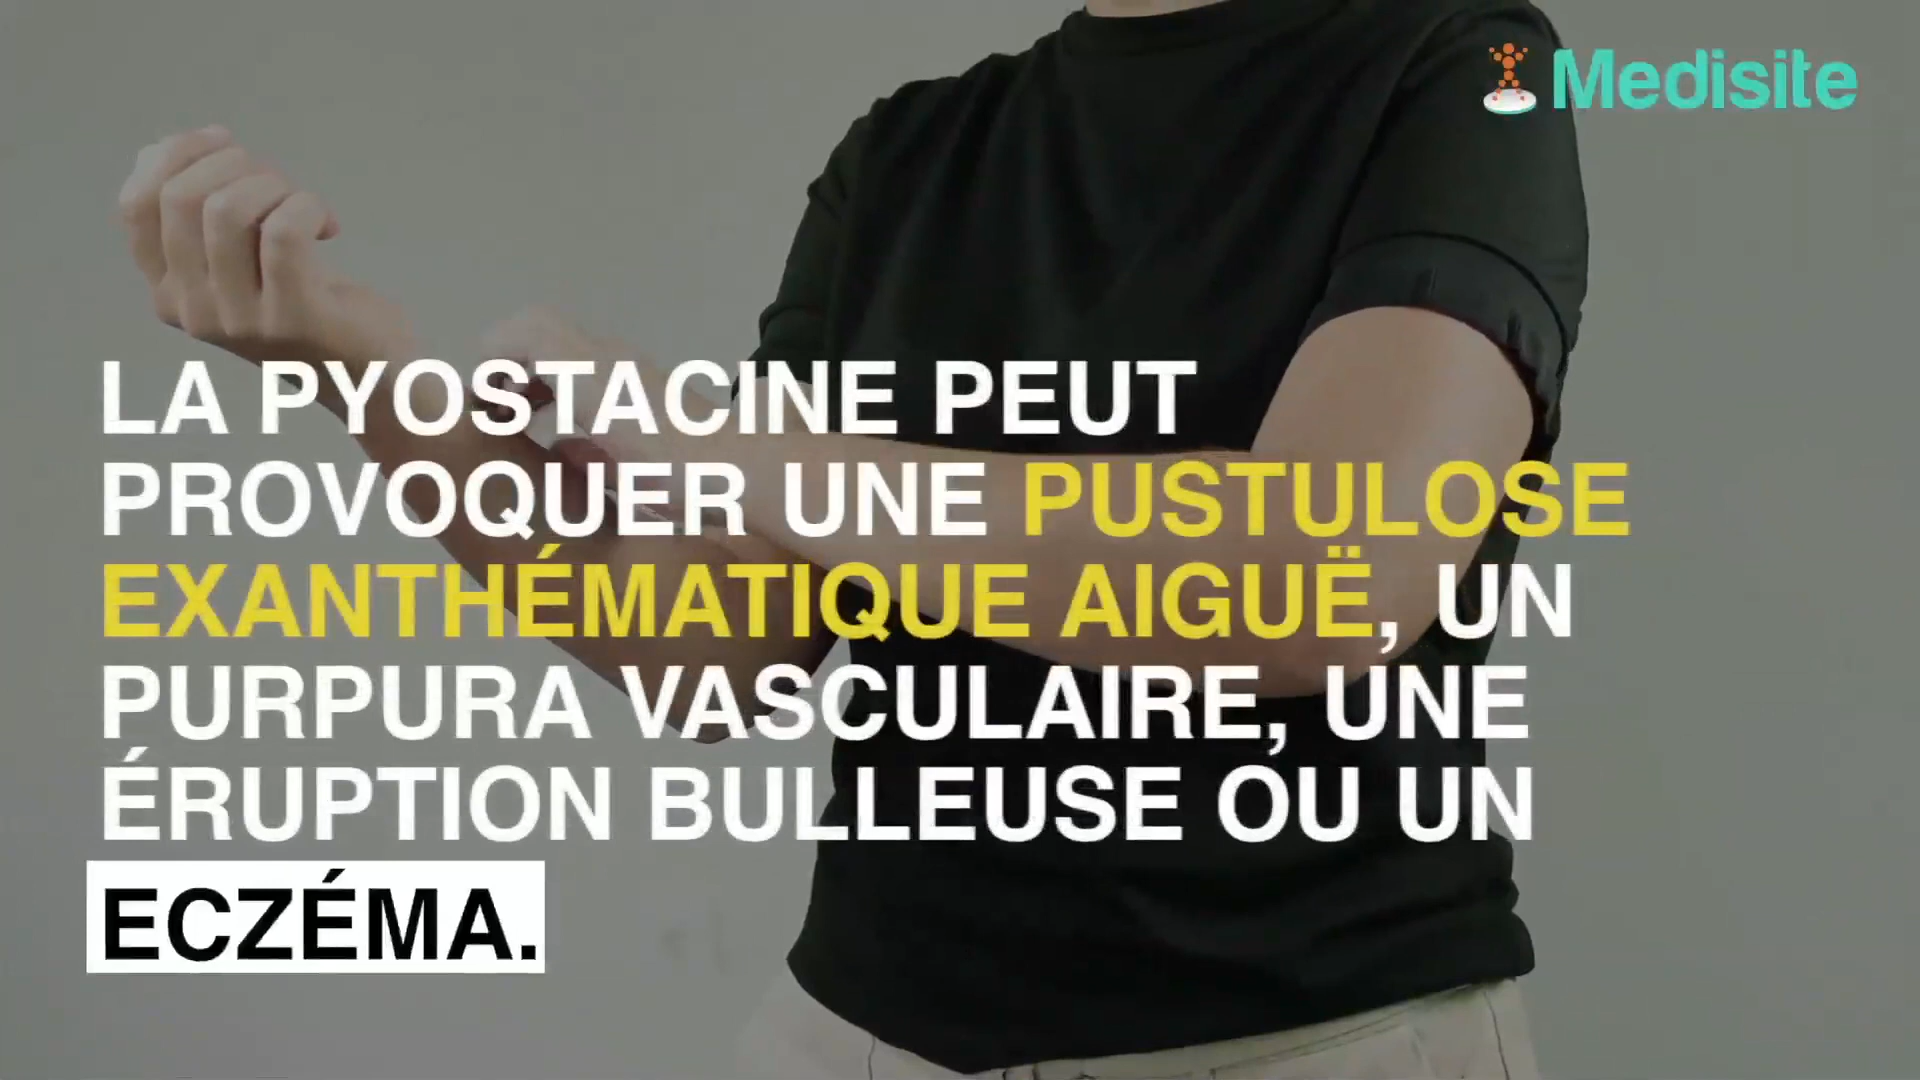 Medisite
LA PYOSTACINE PEUT
PROVOQUER UNE PUSTULOSE
EXANTHÉMATIQUE AIGUË, UN
PURPURA VASCULAIRE, UNE
ÉRUPTION BULLEUSE OU UN
ECZÉMA.